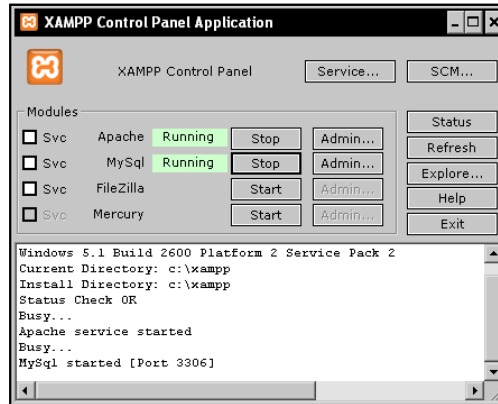 XAMPP Control Panel Application
XAMPP Control Panel
Service...
SCM...
Modules
Svc Apache Running Stop Admin...
Svc MySql Running Stop Admin...
Svc FileZilla Start Admin...
Svc Mercury Start Admin...
Status
Refresh
Explore...
Help
Exit
Windows 5.1 Build 2600 Platform 2 Service Pack 2
Current Directory: c:\xampp
Install Directory: c:\xampp
Status Check OK
Busy...
Apache service started
Busy...
MySql started [Port 3306]